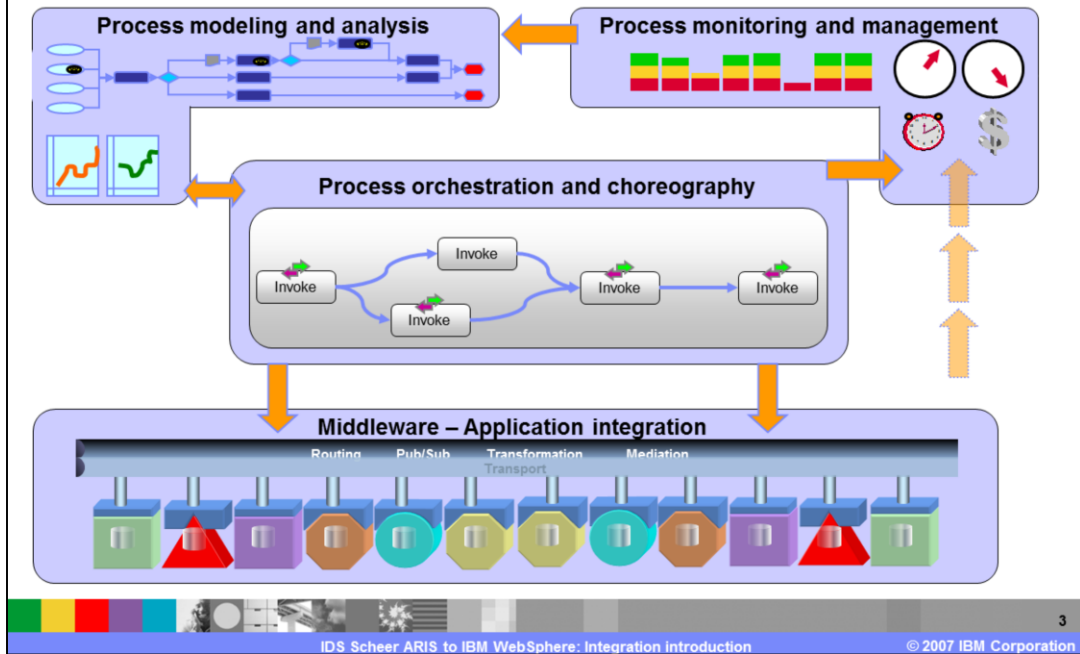 Process modeling and analysis
Process monitoring and management
$
Process orchestration and choreography
Invoke
Invoke
Invoke
Invoke
Invoke
Middleware – Application integration
Routing Pub/Sub Transformation Mediation
Transport
3
IDS Scheer ARIS to IBM WebSphere: Integration introduction © 2007 IBM Corporation